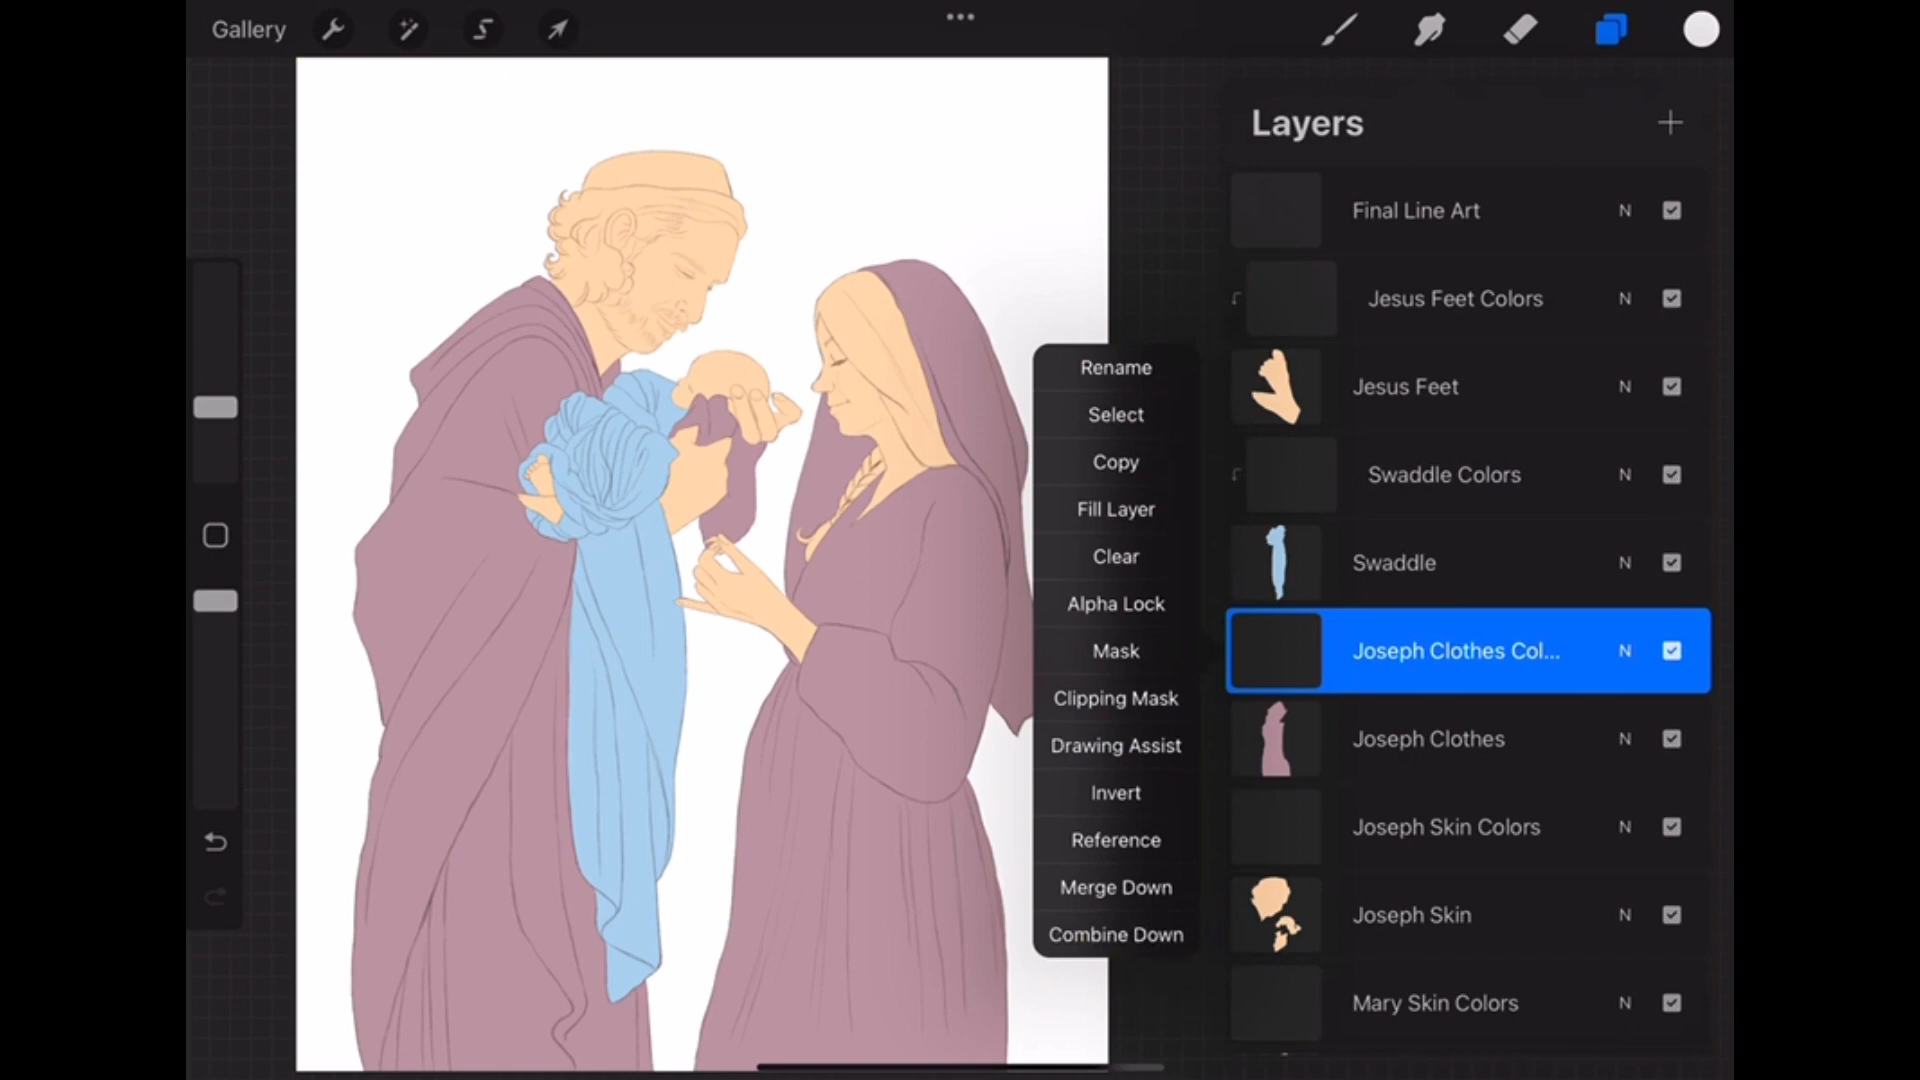 Gallery
Layers
Final Line Art N
Jesus Feet Colors N
Jesus Feet N
Swaddle Colors N
Swaddle N
Joseph Clothes Col... N
Joseph Clothes N
Joseph Skin Colors N
Joseph Skin N
Mary Skin Colors N
Rename
Select
Copy
Fill Layer
Clear
Alpha Lock
Mask
Clipping Mask
Drawing Assist
Invert
Reference
Merge Down
Combine Down